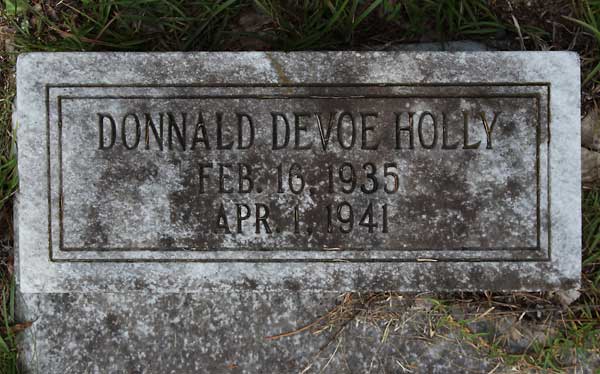 DONNALD DEVOE HOLLY
FEB. 16, 1935
APR. 1, 1941